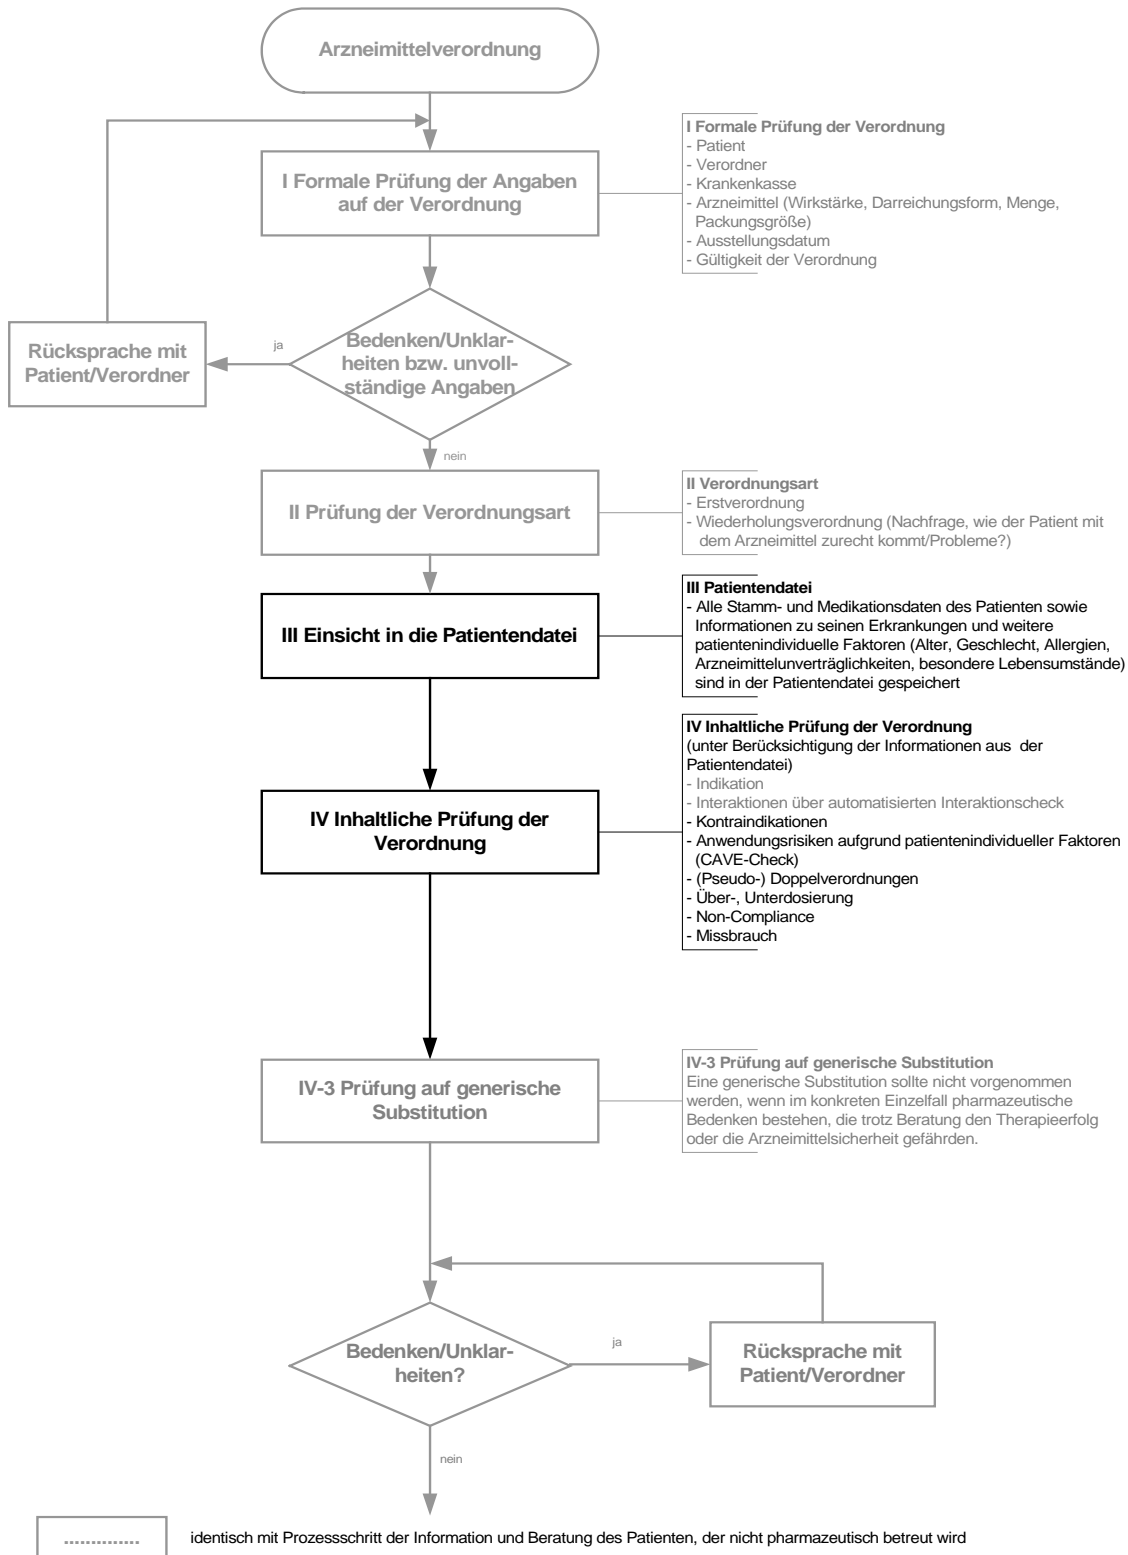 Arzneimittelverordnung
I Formale Prüfung der Angaben
auf der Verordnung
I Formale Prüfung der Verordnung
- Patient
- Verordner
- Krankenkasse
- Arzneimittel (Wirkstärke, Darreichungsform, Menge,
Packungsgröße)
- Ausstellungsdatum
- Gültigkeit der Verordnung
Bedenken/Unklar-
heiten bzw. unvoll-
ständige Angaben
ja
Rücksprache mit
Patient/Verordner
nein
II Prüfung der Verordnungsart
II Verordnungsart
- Erstverordnung
- Wiederholungsverordnung (Nachfrage, wie der Patient mit
dem Arzneimittel zurecht kommt/Probleme?)
III Einsicht in die Patientendatei
III Patientendatei
- Alle Stamm- und Medikationsdaten des Patienten sowie
Informationen zu seinen Erkrankungen und weitere
patientenindividuelle Faktoren (Alter, Geschlecht, Allergien,
Arzneimittelunverträglichkeiten, besondere Lebensumstände)
sind in der Patientendatei gespeichert
IV Inhaltliche Prüfung der
Verordnung
IV Inhaltliche Prüfung der Verordnung
(unter Berücksichtigung der Informationen aus der
Patientendatei)
- Indikation
- Interaktionen über automatisierten Interaktionscheck
- Kontraindikationen
- Anwendungsrisiken aufgrund patientenindividueller Faktoren
(CAVE-Check)
- (Pseudo-) Doppelverordnungen
- Über-, Unterdosierung
- Non-Compliance
- Missbrauch
IV-3 Prüfung auf generische
Substitution
IV-3 Prüfung auf generische Substitution
Eine generische Substitution sollte nicht vorgenommen
werden, wenn im konkreten Einzelfall pharmazeutische
Bedenken bestehen, die trotz Beratung den Therapieerfolg
oder die Arzneimittelsicherheit gefährden.
Bedenken/Unklar-
heiten?
ja
Rücksprache mit
Patient/Verordner
nein
..............
identisch mit Prozessschritt der Information und Beratung des Patienten, der nicht pharmazeutisch betreut wird